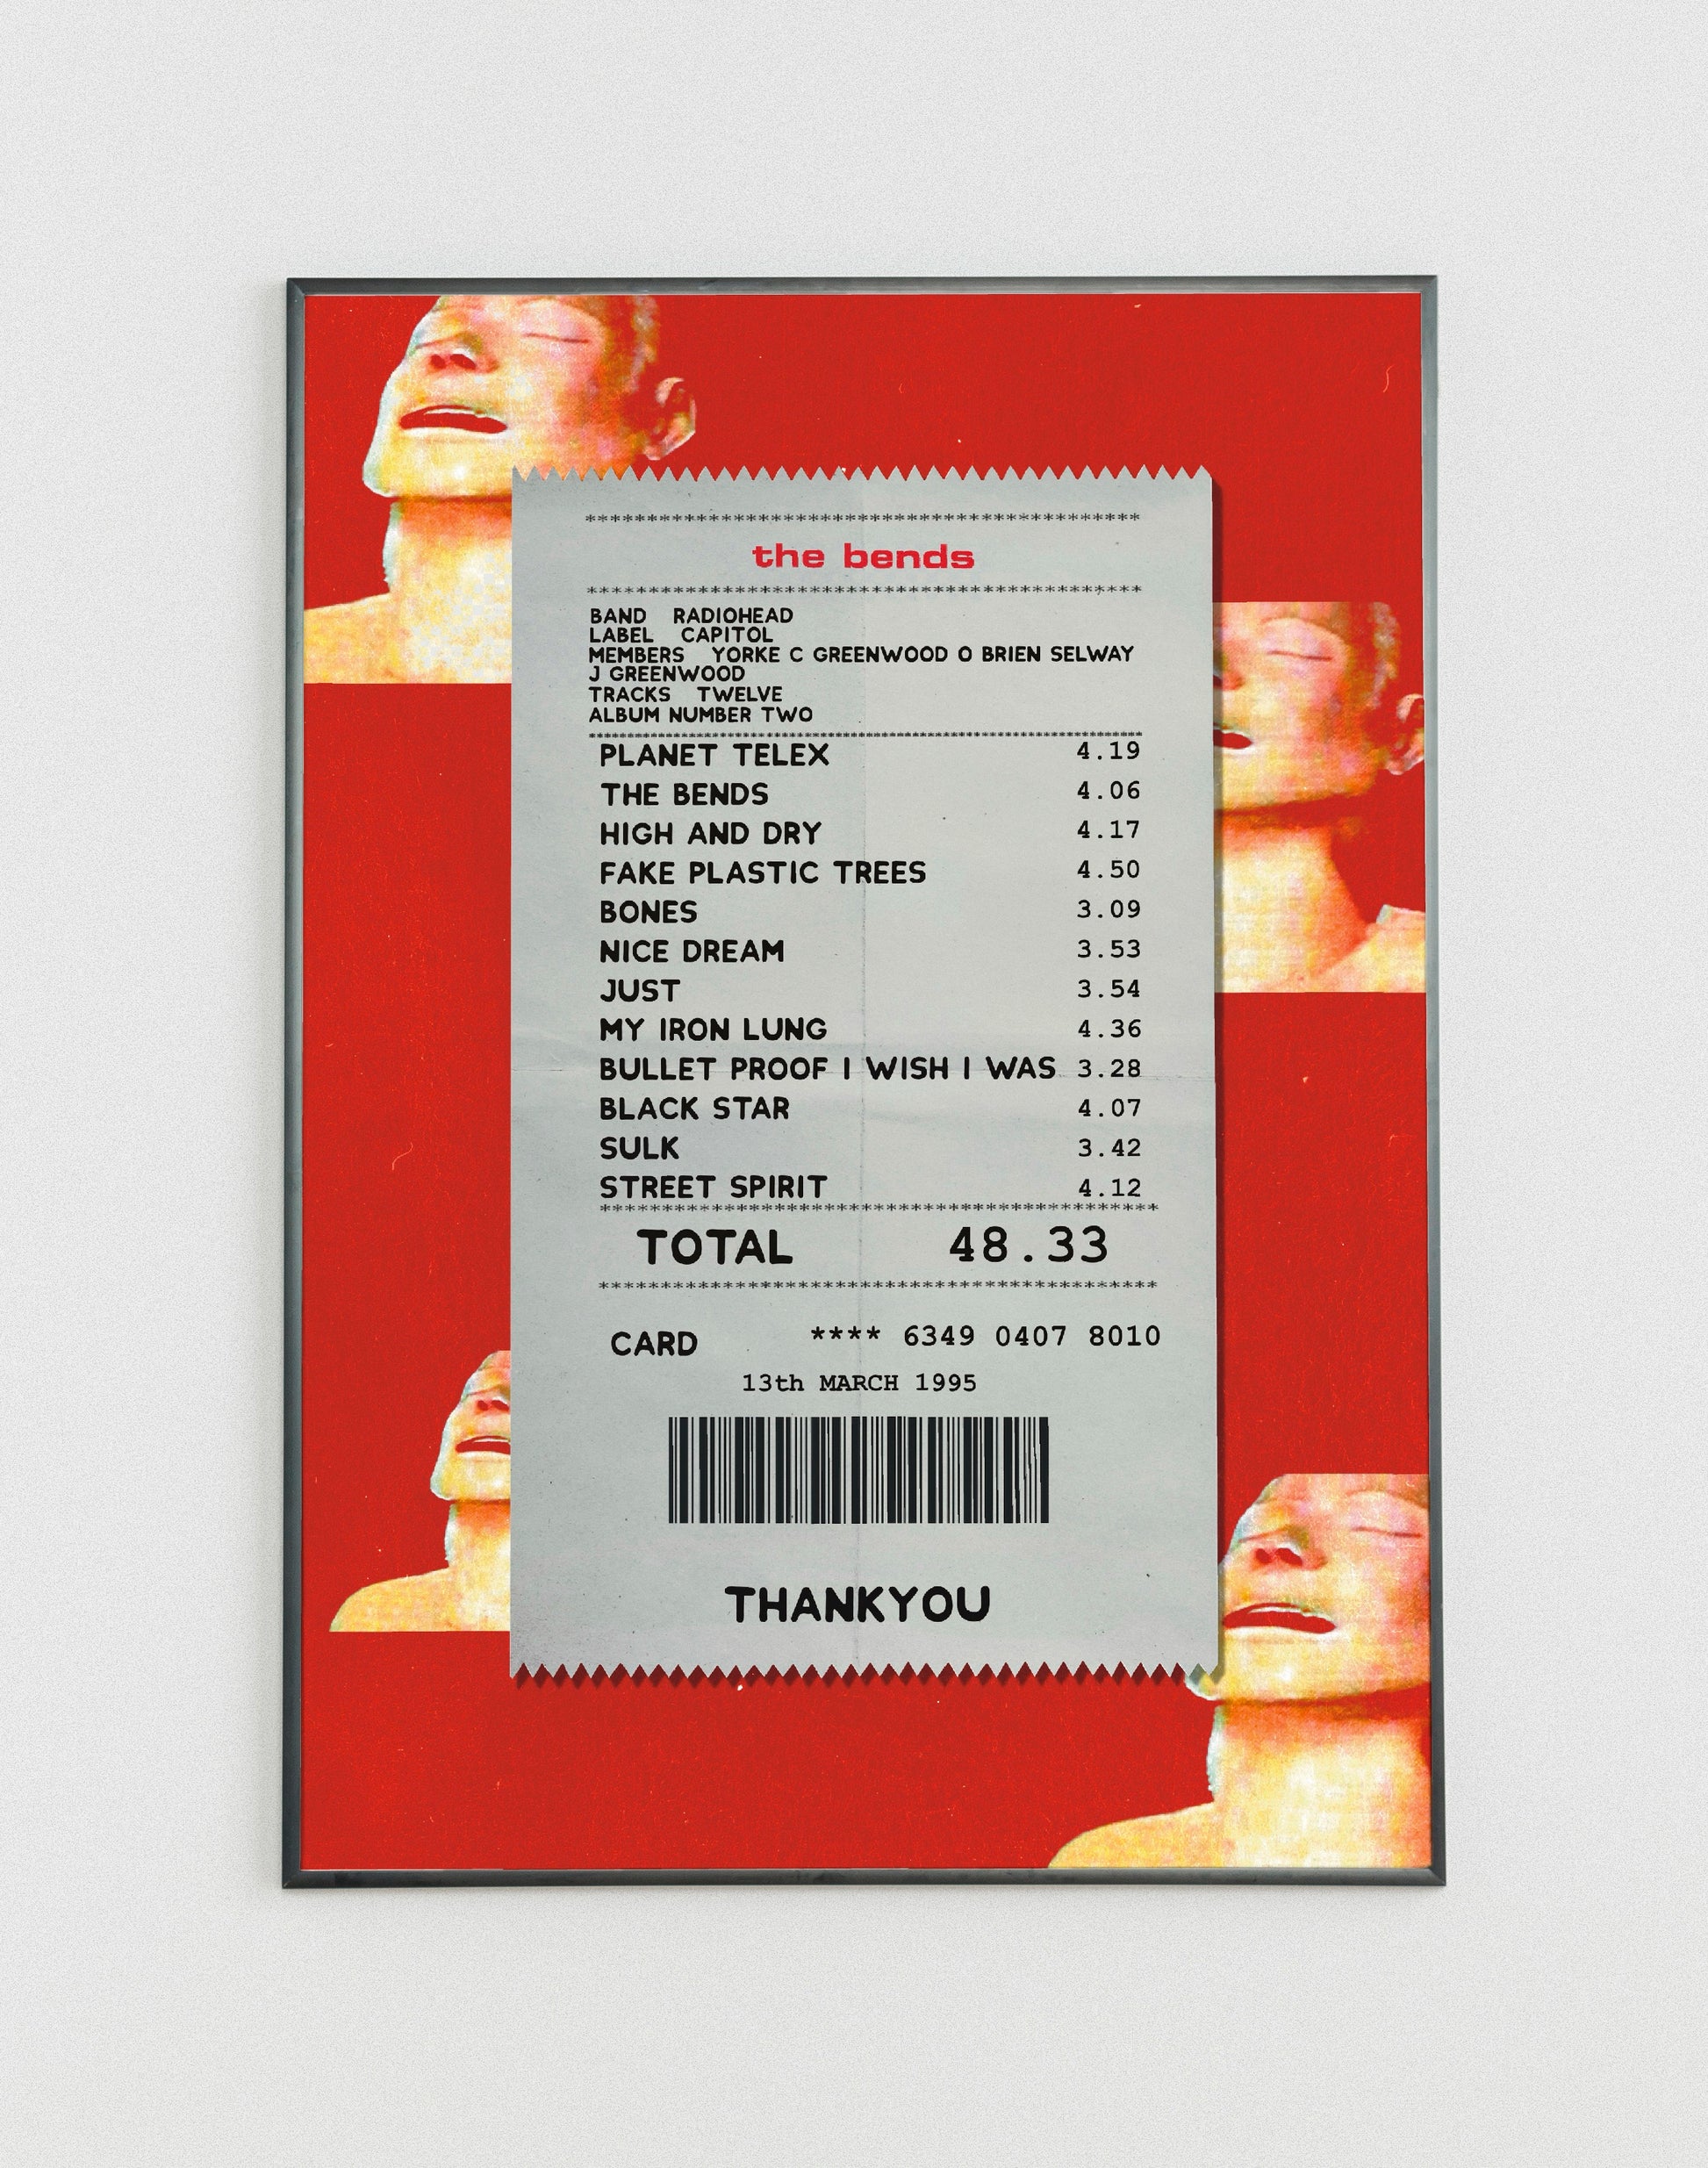 *********************************************
the bends
*********************************************
BAND RADIOHEAD
LABEL CAPITOL
MEMBERS YORKE C GREENWOOD O BRIEN SELWAY
J GREENWOOD
TRACKS TWELVE
ALBUM NUMBER TWO
PLANET TELEX 4.19
THE BENDS 4.06
HIGH AND DRY 4.17
FAKE PLASTIC TREES 4.50
BONES 3.09
NICE DREAM 3.53
JUST 3.54
MY IRON LUNG 4.36
BULLET PROOF I WISH I WAS 3.28
BLACK STAR 4.07
SULK 3.42
STREET SPIRIT 4.12
*********************************************
TOTAL 48.33
*********************************************
CARD **** 6349 0407 8010
13th MARCH 1995
THANKYOU